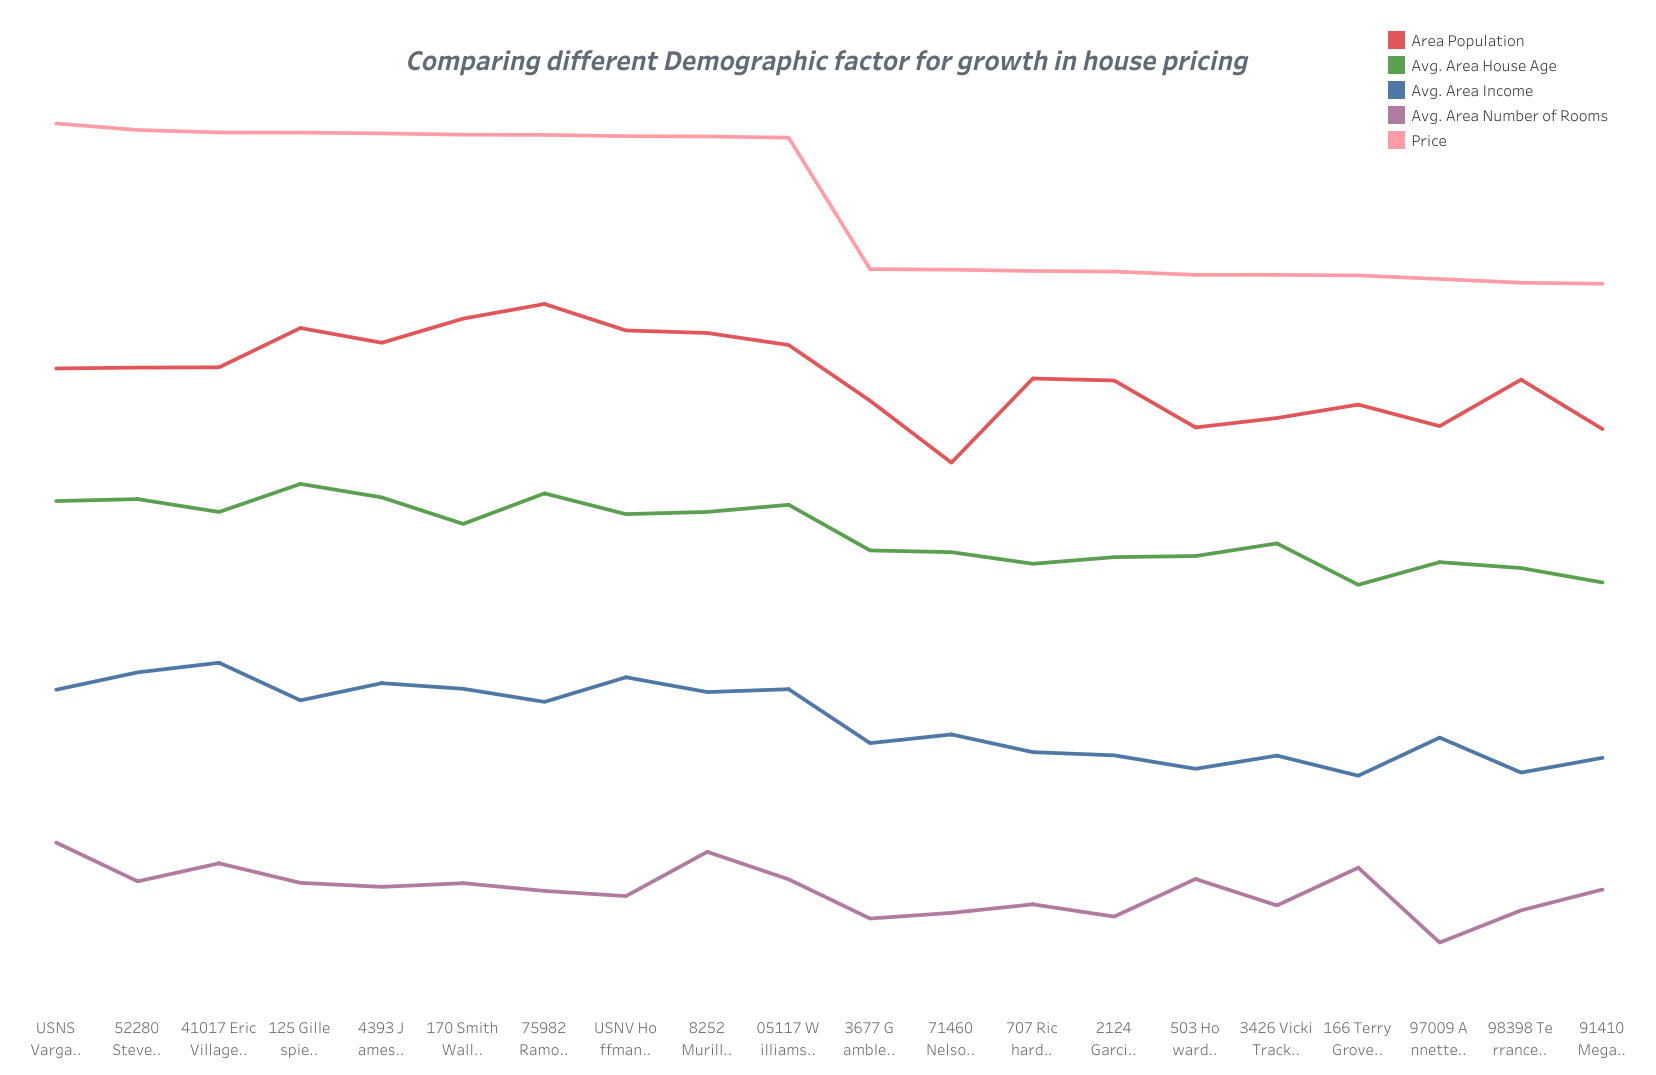 Comparing different Demographic factor for growth in house pricing
Area Population
Avg. Area House Age
Avg. Area Income
Avg. Area Number of Rooms
Price
USNS
Varga..
52280
Steve..
41017 Eric
Village..
125 Gille
spie..
4393 J
ames..
170 Smith
Wall..
75982
Ramo..
USNV Ho
ffman..
8252
Murill..
05117 W
illiams..
3677 G
amble..
71460
Nelso..
707 Ric
hard..
2124
Garci..
503 Ho
ward..
3426 Vicki
Track..
166 Terry
Grove..
97009 A
nnette..
98398 Te
rrance..
91410
Mega..